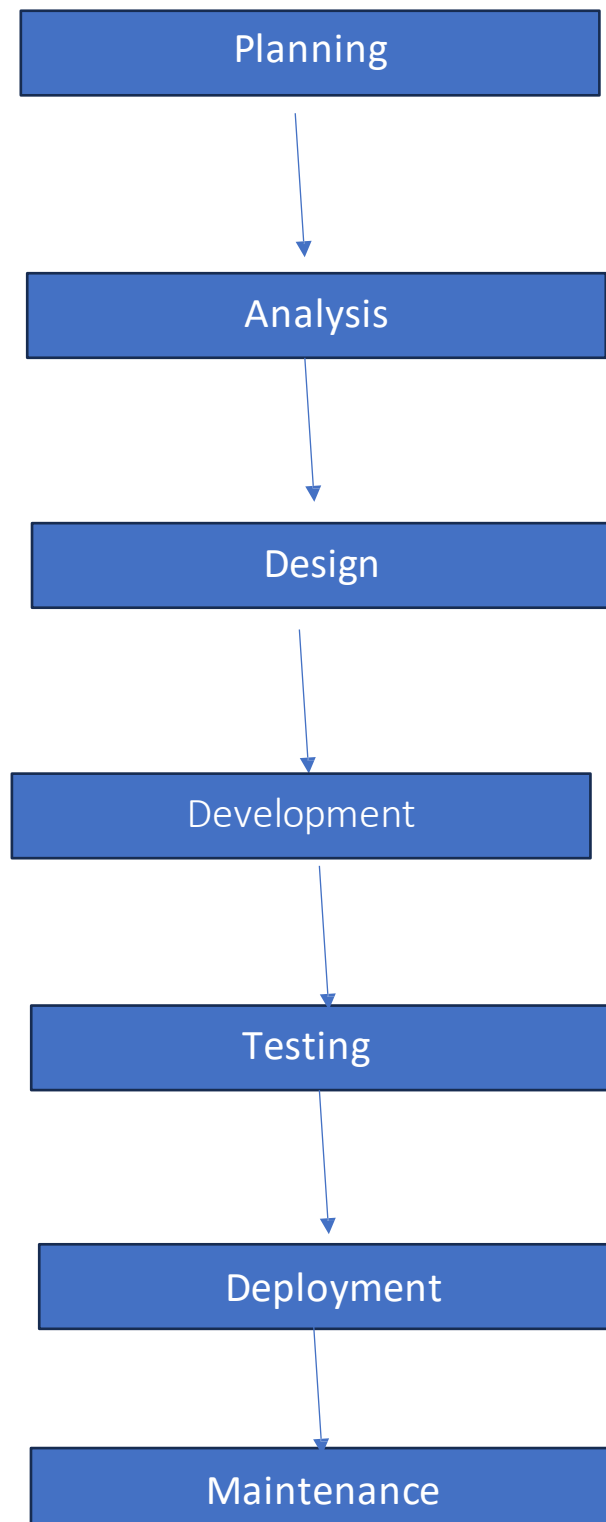 Planning
Analysis
Design
Development
Testing
Deployment
Maintenance